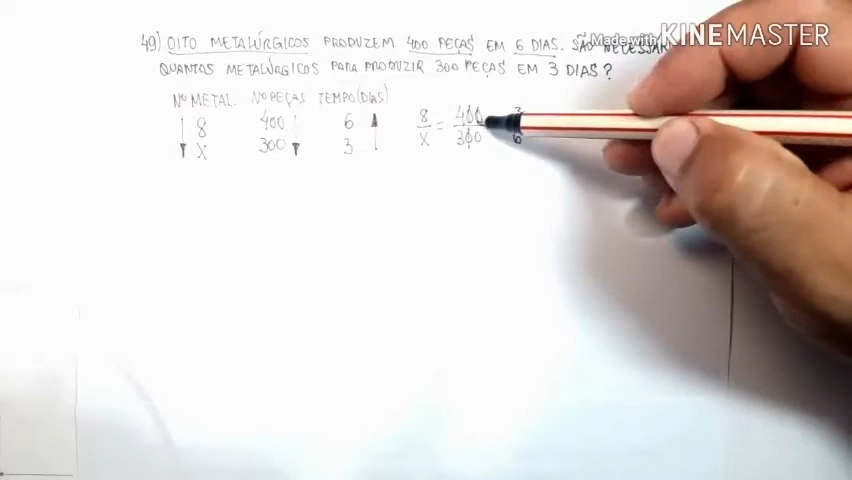 49) OITO METALÚRGICOS PRODUZEM 400 PEÇAS EM 6 DIAS. SÃO
Made with KINEMASTER
QUANTOS METALÚRGICOS PARA PRODUZIR 300 PEÇAS EM 3 DIAS?
Nº METAL. Nº PEÇAS TEMPO (DIAS)
8 400 6 8 = 400 3
X 300 3 X 300 6